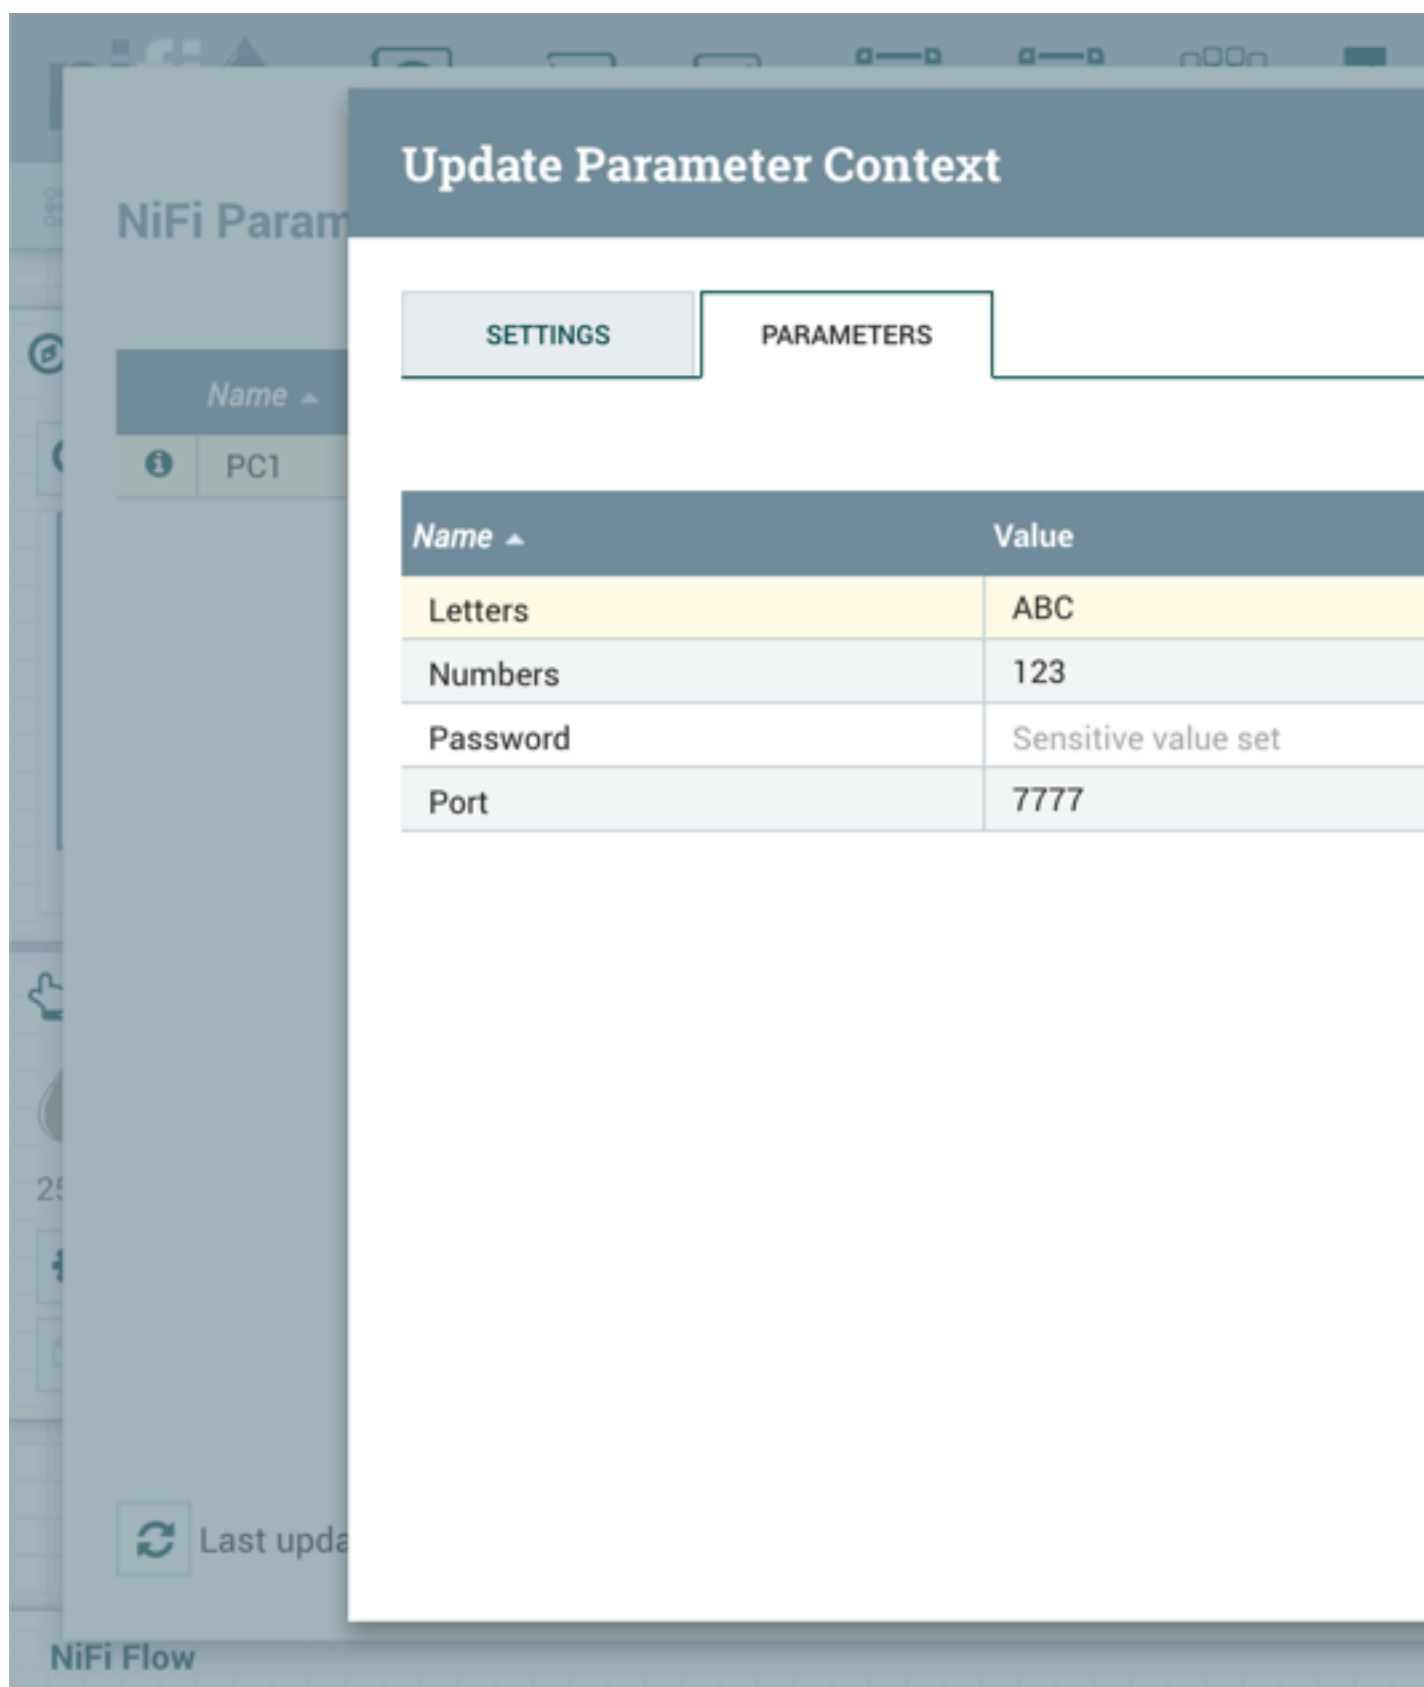 nifi
Update Parameter Context
NiFi Param
SETTINGS PARAMETERS
Name
PC1
Name Value
Letters ABC
Numbers 123
Password Sensitive value set
Port 7777
Last upda
NiFi Flow